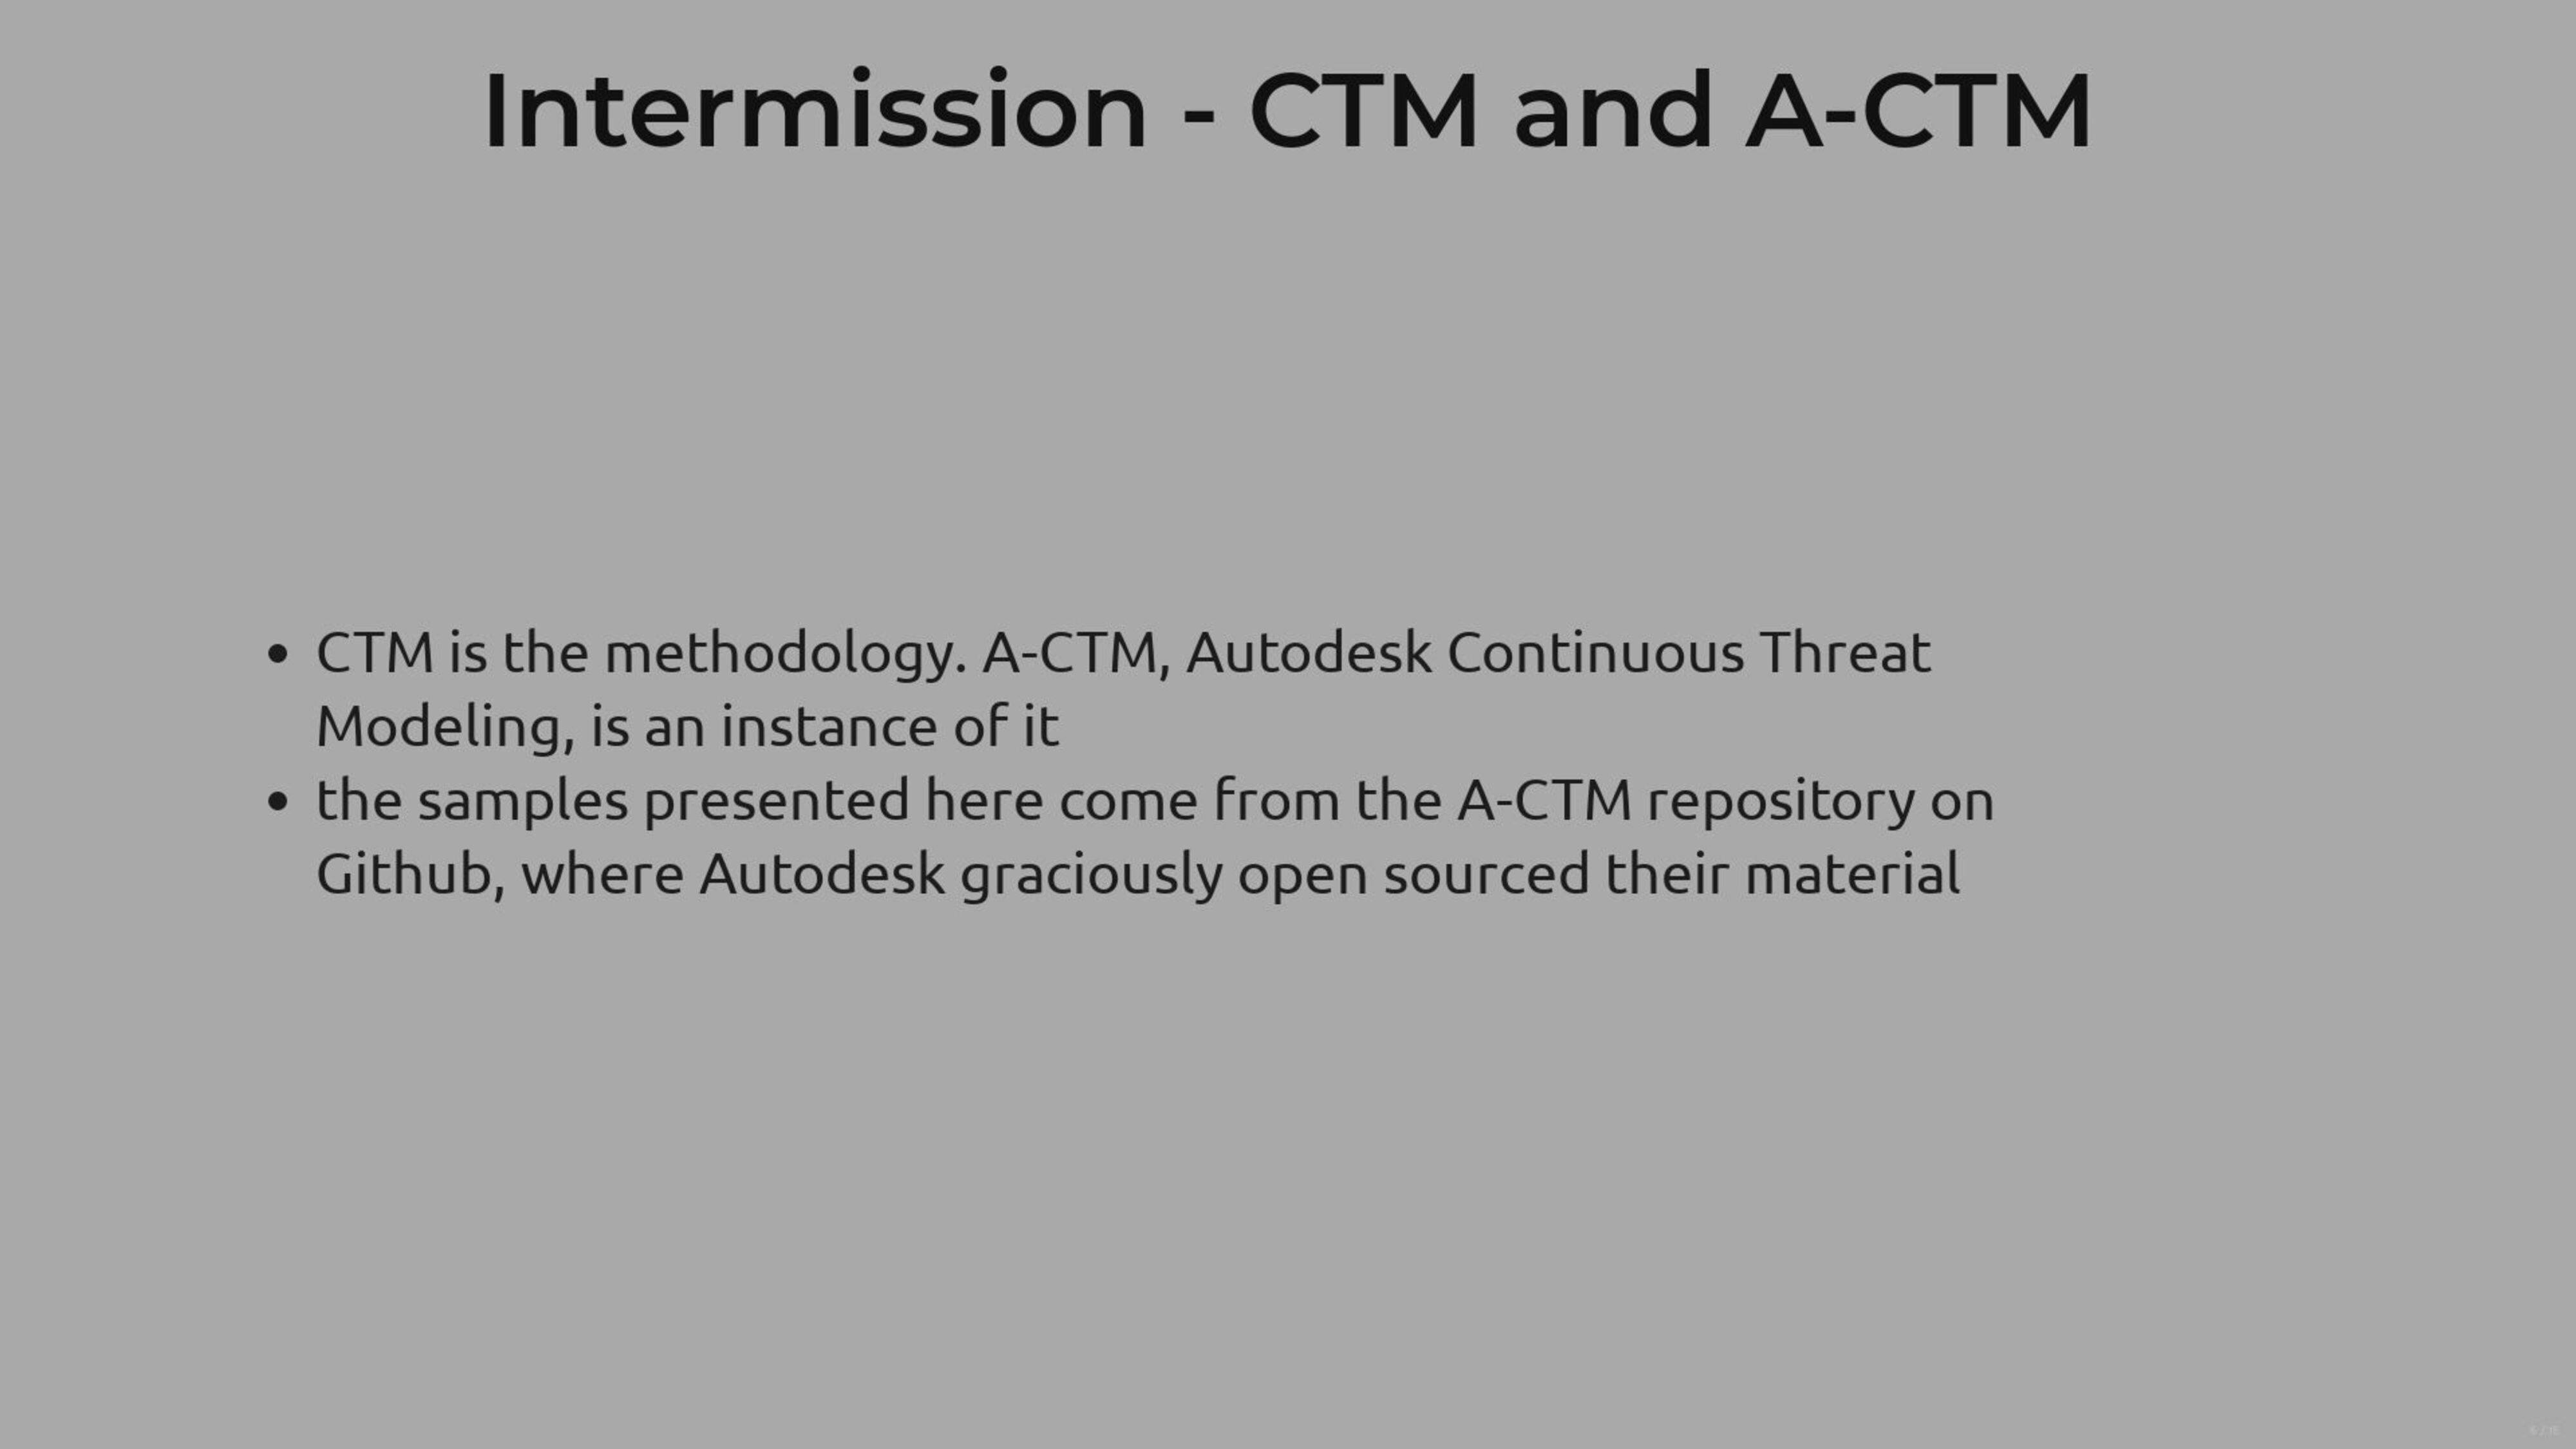 Intermission - CTM and A-CTM
• CTM is the methodology. A-CTM, Autodesk Continuous Threat
Modeling, is an instance of it
• the samples presented here come from the A-CTM repository on
Github, where Autodesk graciously open sourced their material